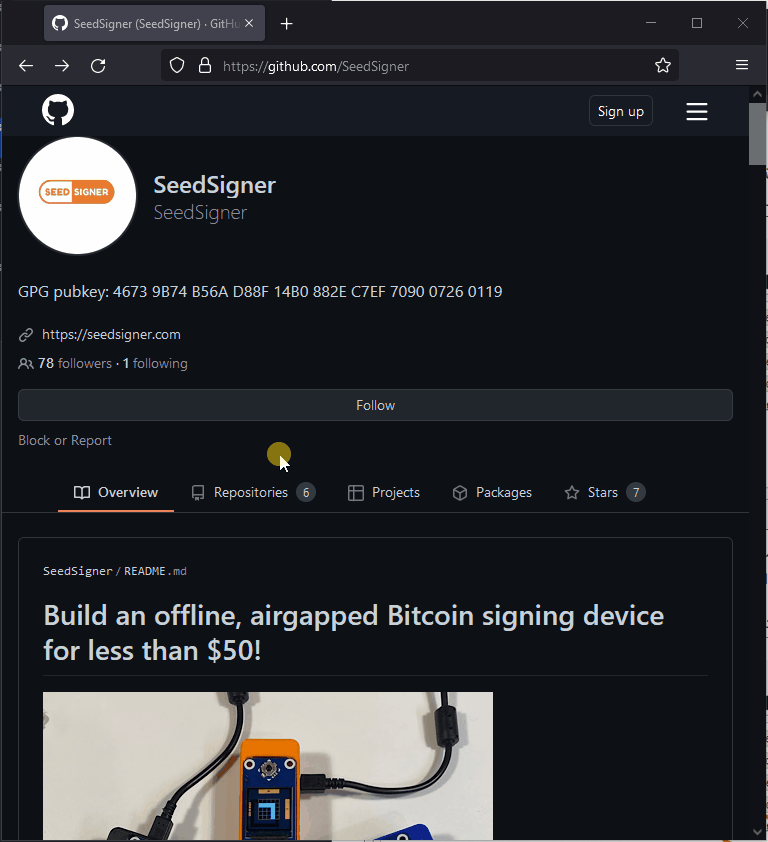 SeedSigner (SeedSigner) · GitHu
https://github.com/SeedSigner
Sign up
SEED SIGNER
SeedSigner
SeedSigner
GPG pubkey: 4673 9B74 B56A D88F 14B0 882E C7EF 7090 0726 0119
https://seedsigner.com
78 followers · 1 following
Follow
Block or Report
Overview Repositories 6 Projects Packages Stars 7
SeedSigner / README.md
Build an offline, airgapped Bitcoin signing device
for less than $50!